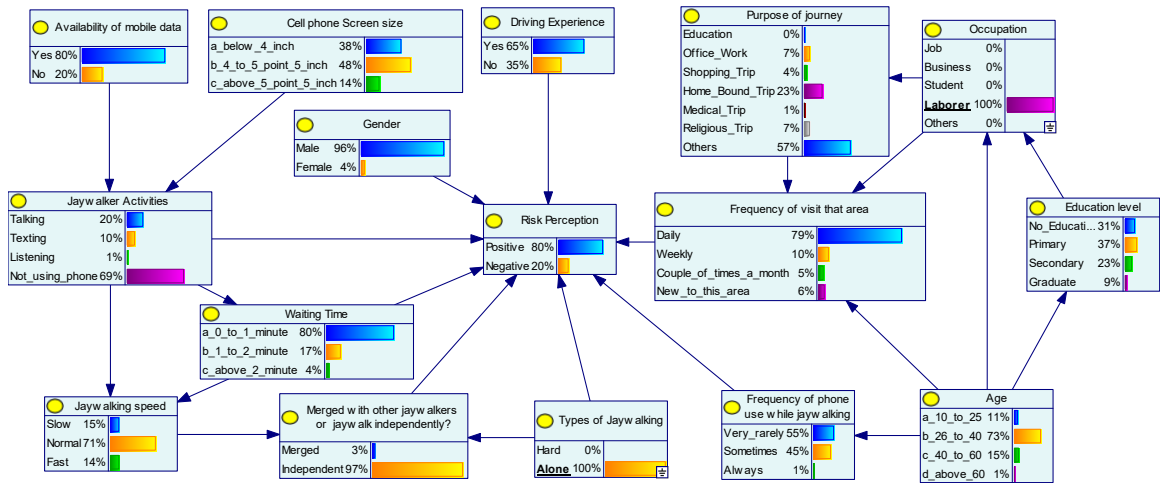 Availability of mobile data
Yes 80%
No 20%
Cell phone Screen size
a_below_4_inch 38%
b_4_to_5_point_5_inch 48%
c_above_5_point_5_inch 14%
Driving Experience
Yes 65%
No 35%
Purpose of journey
Education 0%
Office_Work 7%
Shopping_Trip 4%
Home_Bound_Trip 23%
Medical_Trip 1%
Religious_Trip 7%
Others 57%
Occupation
Job 0%
Business 0%
Student 0%
Laborer 100%
Others 0%
Gender
Male 96%
Female 4%
Jaywalker Activities
Talking 20%
Texting 10%
Listening 1%
Not_using_phone 69%
Risk Perception
Positive 80%
Negative 20%
Frequency of visit that area
Daily 79%
Weekly 10%
Couple_of_times_a_month 5%
New_to_this_area 6%
Education level
No_Educati... 31%
Primary 37%
Secondary 23%
Graduate 9%
Waiting Time
a_0_to_1_minute 80%
b_1_to_2_minute 17%
c_above_2_minute 4%
Jaywalking speed
Slow 15%
Normal 71%
Fast 14%
Merged with other jaywalkers
or jaywalk independently?
Merged 3%
Independent 97%
Types of Jaywalking
Hard 0%
Alone 100%
Frequency of phone
use while jaywalking
Very_rarely 55%
Sometimes 45%
Always 1%
Age
a_10_to_25 11%
b_26_to_40 73%
c_40_to_60 15%
d_above_60 1%